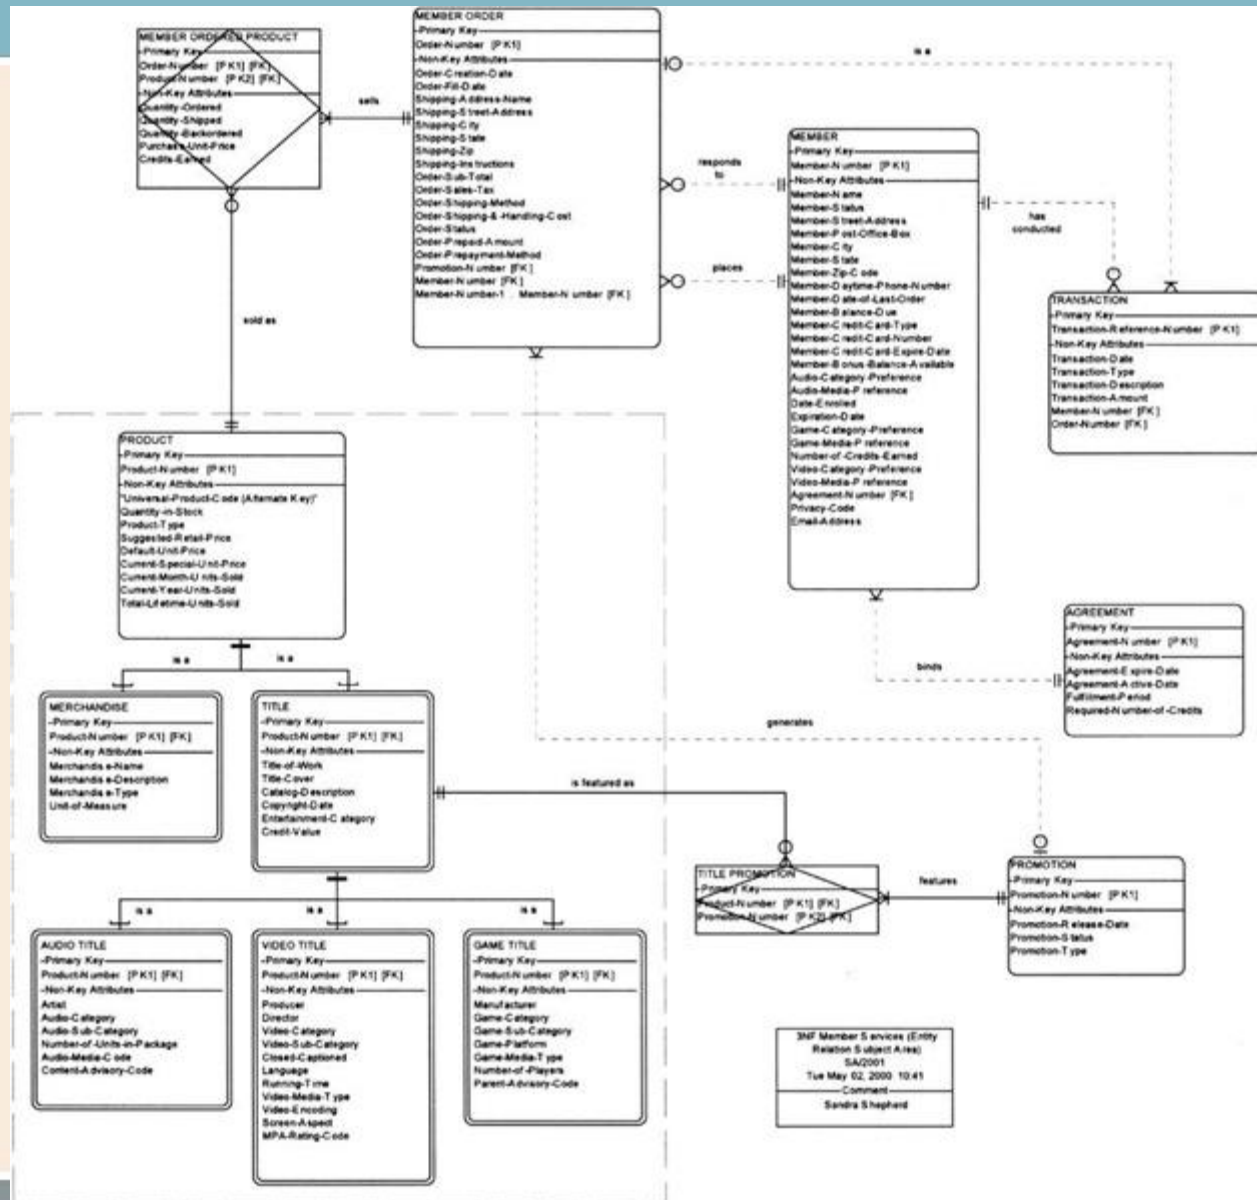 MEMBER ORDERED PRODUCT
-Primary Key
Order-Number [PK1] [FK]
Product-Number [PK2] [FK]
-Non-Key Attributes
Quantity-Ordered
Quantity-Shipped
Quantity-Backordered
Purchase-Unit-Price
Credits-Earned
sells
MEMBER ORDER
-Primary Key
Order-Number [PK1]
-Non-Key Attributes
Order-Creation-Date
Order-Fill-Date
Shipping-Address-Name
Shipping-Street-Address
Shipping-City
Shipping-State
Shipping-Zip
Shipping-Instructions
Order-Sub-Total
Order-Sales-Tax
Order-Shipping-Method
Order-Shipping-&-Handling-Cost
Order-Status
Order-Prepaid-Amount
Order-Prepayment-Method
Promotion-Number [FK]
Member-Number [FK]
Member-Number-1 . Member-Number [FK]
is a
responds
to
places
MEMBER
-Primary Key
Member-Number [PK1]
-Non-Key Attributes
Member-Name
Member-Status
Member-Street-Address
Member-Post-Office-Box
Member-City
Member-State
Member-Zip-Code
Member-Daytime-Phone-Number
Member-Date-of-Last-Order
Member-Balance-Due
Member-Credit-Card-Type
Member-Credit-Card-Number
Member-Credit-Card-Expire-Date
Member-Bonus-Balance-Available
Audio-Category-Preference
Audio-Media-Preference
Date-Enrolled
Expiration-Date
Game-Category-Preference
Game-Media-Preference
Number-of-Credits-Earned
Video-Category-Preference
Video-Media-Preference
Agreement-Number [FK]
Privacy-Code
Email-Address
has
conducted
TRANSACTION
-Primary Key
Transaction-Reference-Number [PK1]
-Non-Key Attributes
Transaction-Date
Transaction-Type
Transaction-Description
Transaction-Amount
Member-Number [FK]
Order-Number [FK]
sold as
PRODUCT
-Primary Key
Product-Number [PK1]
-Non-Key Attributes
"Universal-Product-Code (Alternate Key)"
Quantity-in-Stock
Product-Type
Suggested-Retail-Price
Default-Unit-Price
Current-Special-Unit-Price
Current-Month-Units-Sold
Current-Year-Units-Sold
Total-Lifetime-Units-Sold
is a
is a
binds
AGREEMENT
-Primary Key
Agreement-Number [PK1]
-Non-Key Attributes
Agreement-Expire-Date
Agreement-Active-Date
Fulfillment-Period
Required-Number-of-Credits
generates
MERCHANDISE
-Primary Key
Product-Number [PK1] [FK]
-Non-Key Attributes
Merchandise-Name
Merchandise-Description
Merchandise-Type
Unit-of-Measure
TITLE
-Primary Key
Product-Number [PK1] [FK]
-Non-Key Attributes
Title-of-Work
Title-Cover
Catalog-Description
Copyright-Date
Entertainment-Category
Credit-Value
is featured as
TITLE PROMOTION
-Primary Key
Product-Number [PK1] [FK]
Promotion-Number [PK2] [FK]
features
PROMOTION
-Primary Key
Promotion-Number [PK1]
-Non-Key Attributes
Promotion-Release-Date
Promotion-Status
Promotion-Type
is a
is a
is a
AUDIO TITLE
-Primary Key
Product-Number [PK1] [FK]
-Non-Key Attributes
Artist
Audio-Category
Audio-Sub-Category
Number-of-Units-in-Package
Audio-Media-Code
Content-Advisory-Code
VIDEO TITLE
-Primary Key
Product-Number [PK1] [FK]
-Non-Key Attributes
Producer
Director
Video-Category
Video-Sub-Category
Closed-Captioned
Language
Running-Time
Video-Media-Type
Video-Encoding
Screen-Aspect
MPA-Rating-Code
GAME TITLE
-Primary Key
Product-Number [PK1] [FK]
-Non-Key Attributes
Manufacturer
Game-Category
Game-Sub-Category
Game-Platform
Game-Media-Type
Number-of-Players
Parent-Advisory-Code
3NF Member Services (Entity
Relation Subject Area)
SA/2001
Tue May 02, 2000 10:41
Comment
Sandra Shepherd